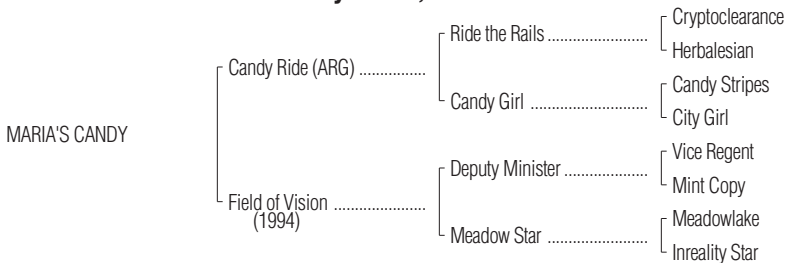 Cryptoclearance
Ride the Rails
Herbalesian
Candy Ride (ARG)
Candy Stripes
Candy Girl
City Girl
MARIA'S CANDY
Vice Regent
Deputy Minister
Mint Copy
Field of Vision
(1994)
Meadowlake
Meadow Star
Inreality Star